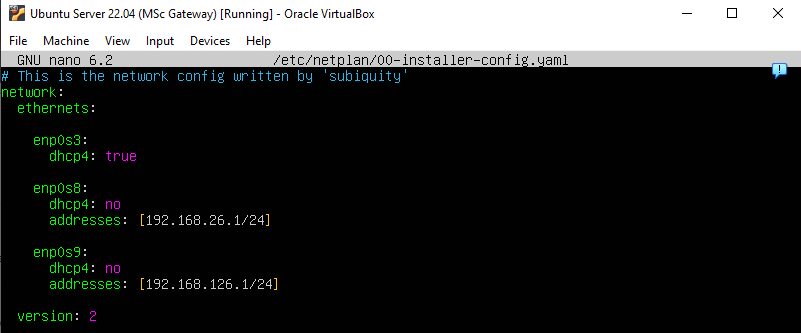 Ubuntu Server 22.04 (MSc Gateway) [Running] - Oracle VirtualBox
File Machine View Input Devices Help
GNU nano 6.2 /etc/netplan/00-installer-config.yaml
# This is the network config written by 'subiquity'
network:
  ethernets:
    enp0s3:
      dhcp4: true
    enp0s8:
      dhcp4: no
      addresses: [192.168.26.1/24]
    enp0s9:
      dhcp4: no
      addresses: [192.168.126.1/24]
  version: 2